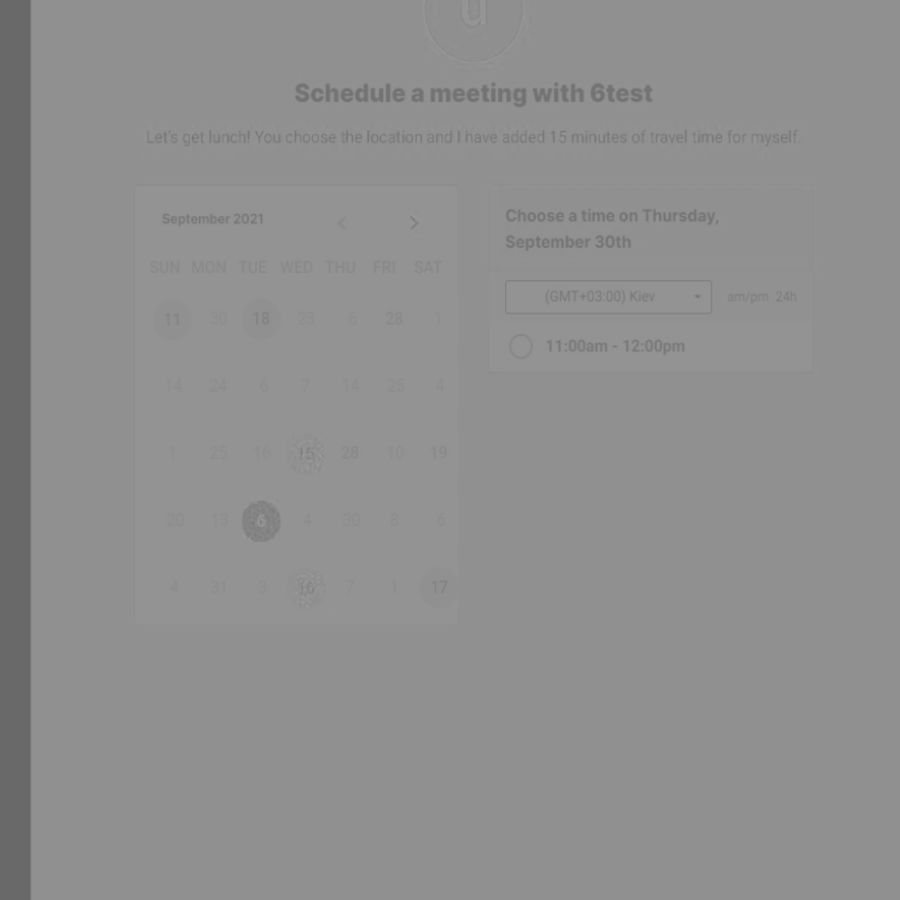 Schedule a meeting with 6test
Let's get lunch! You choose the location and I have added 15 minutes of travel time for myself.
September 2021
SUN MON TUE WED THU FRI SAT
11 30 18 23 6 28 1
14 24 6 7 14 25 4
1 25 16 15 28 10 19
20 13 6 4 30 8 6
4 31 3 16 7 1 17
Choose a time on Thursday,
September 30th
(GMT+03:00) Kiev
am/pm 24h
11:00am - 12:00pm